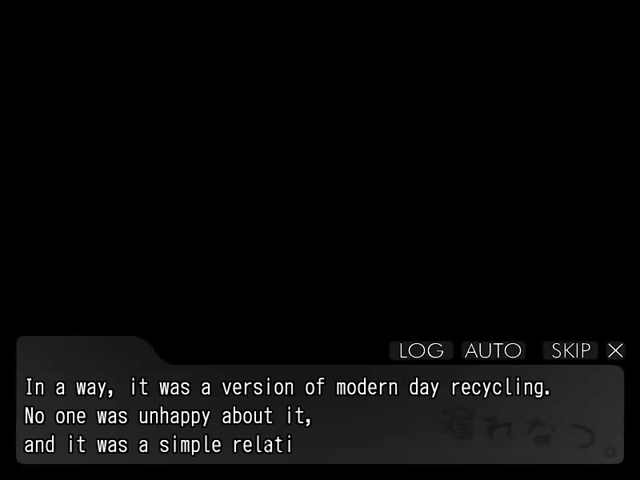 LOG AUTO SKIP X
In a way, it was a version of modern day recycling.
No one was unhappy about it,
and it was a simple relati